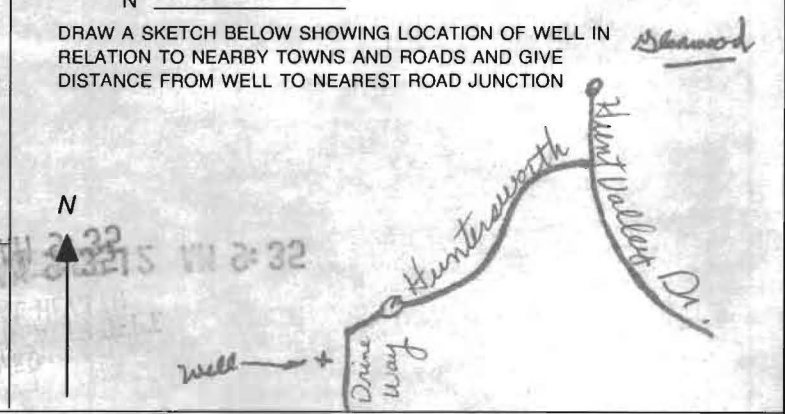 N
DRAW A SKETCH BELOW SHOWING LOCATION OF WELL IN
RELATION TO NEARBY TOWNS AND ROADS AND GIVE
DISTANCE FROM WELL TO NEAREST ROAD JUNCTION
Glenwood
Huntersworth
Hunt Valley Dr.
N
Well
Drive
Way